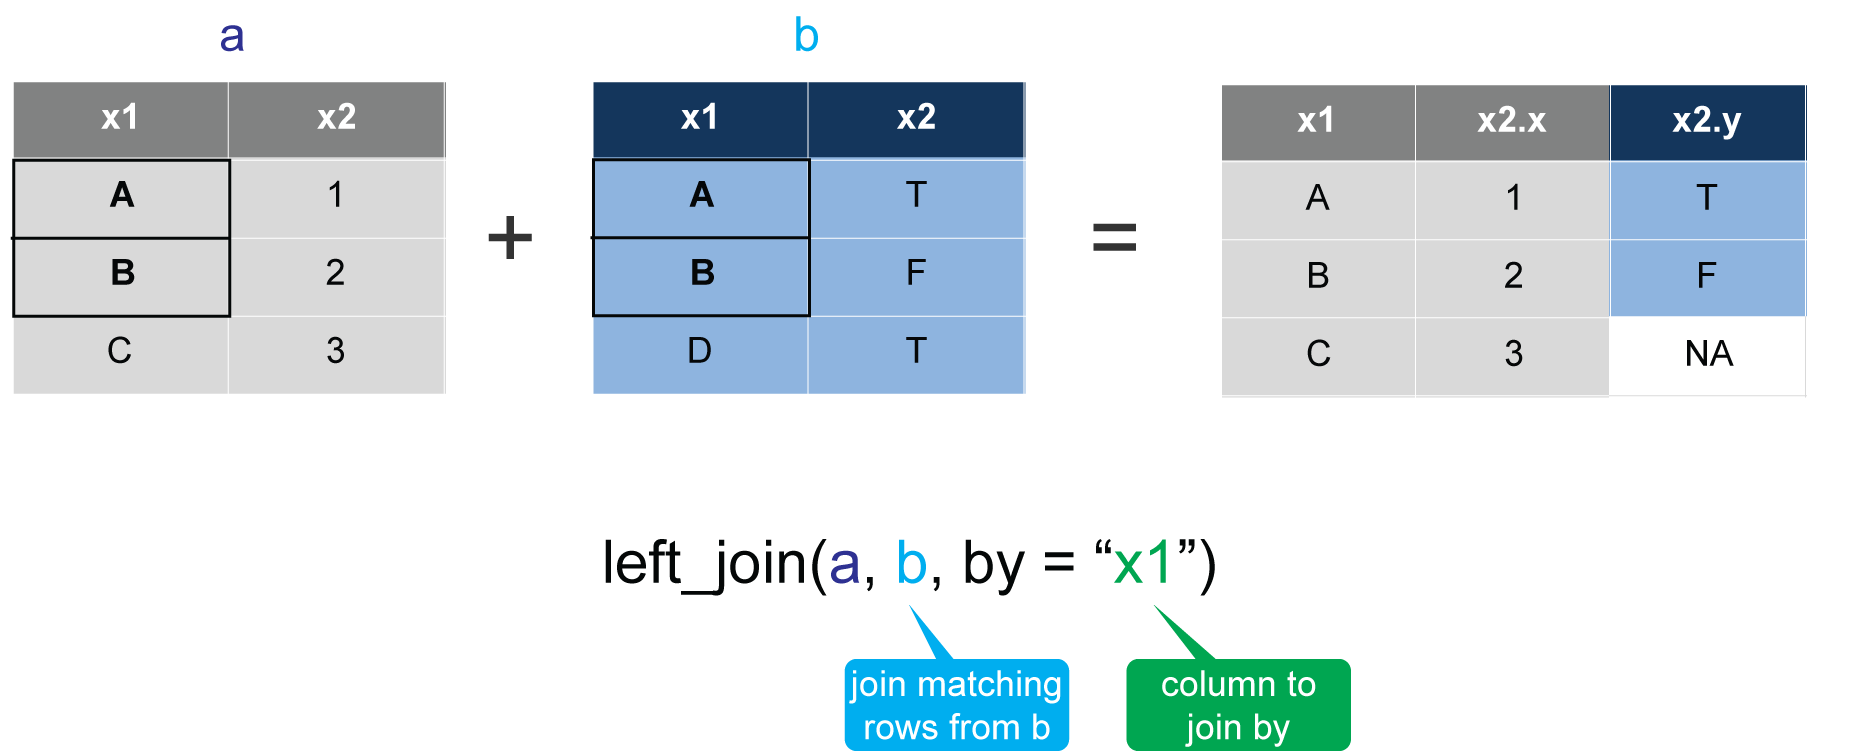 a b
x1 x2 x1 x2 x1 x2.x x2.y
A 1 A T A 1 T
+ =
B 2 B F B 2 F
C 3 D T C 3 NA
left_join(a, b, by = “x1”)
join matching column to
rows from b join by